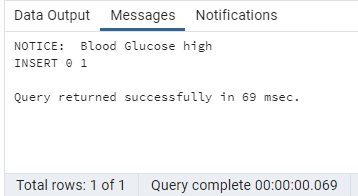 Data Output Messages Notifications
NOTICE:  Blood Glucose high
INSERT 0 1
Query returned successfully in 69 msec.
Total rows: 1 of 1 Query complete 00:00:00.069